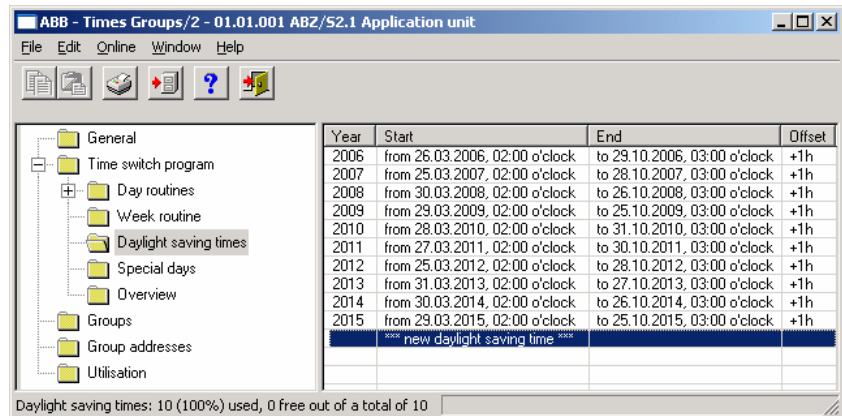 ABB - Times Groups/2 - 01.01.001 ABZ/S2.1 Application unit
File Edit Online Window Help
General
Time switch program
Day routines
Week routine
Daylight saving times
Special days
Overview
Groups
Group addresses
Utilisation
Year Start End Offset
2006 from 26.03.2006, 02:00 o'clock to 29.10.2006, 03:00 o'clock +1h
2007 from 25.03.2007, 02:00 o'clock to 28.10.2007, 03:00 o'clock +1h
2008 from 30.03.2008, 02:00 o'clock to 26.10.2008, 03:00 o'clock +1h
2009 from 29.03.2009, 02:00 o'clock to 25.10.2009, 03:00 o'clock +1h
2010 from 28.03.2010, 02:00 o'clock to 31.10.2010, 03:00 o'clock +1h
2011 from 27.03.2011, 02:00 o'clock to 30.10.2011, 03:00 o'clock +1h
2012 from 25.03.2012, 02:00 o'clock to 28.10.2012, 03:00 o'clock +1h
2013 from 31.03.2013, 02:00 o'clock to 27.10.2013, 03:00 o'clock +1h
2014 from 30.03.2014, 02:00 o'clock to 26.10.2014, 03:00 o'clock +1h
2015 from 29.03.2015, 02:00 o'clock to 25.10.2015, 03:00 o'clock +1h
*** new daylight saving time ***
Daylight saving times: 10 (100%) used, 0 free out of a total of 10